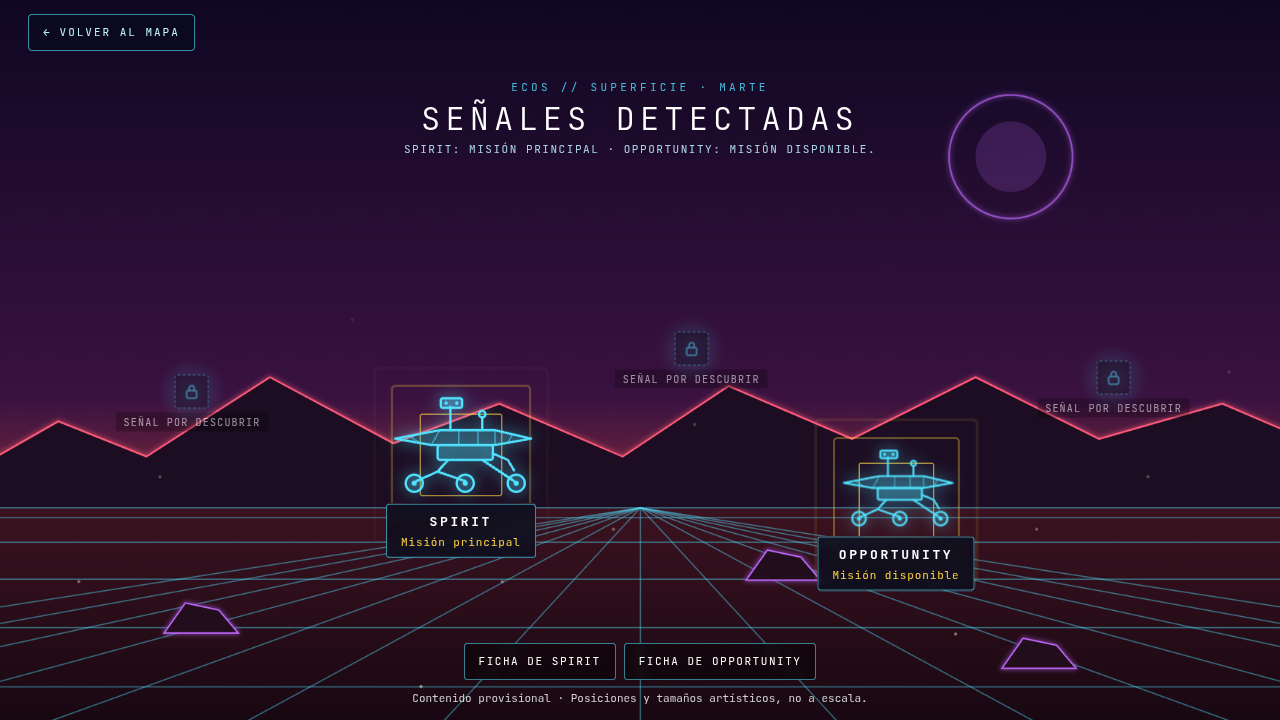 ← VOLVER AL MAPA
ECOS // SUPERFICIE · MARTE
SEÑALES DETECTADAS
SPIRIT: MISIÓN PRINCIPAL · OPPORTUNITY: MISIÓN DISPONIBLE.
SEÑAL POR DESCUBRIR
SEÑAL POR DESCUBRIR
SEÑAL POR DESCUBRIR
SPIRIT
Misión principal
OPPORTUNITY
Misión disponible
FICHA DE SPIRIT
FICHA DE OPPORTUNITY
Contenido provisional · Posiciones y tamaños artísticos, no a escala.